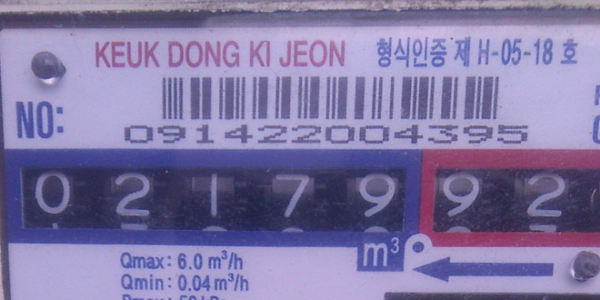 KEUK DONG KI JEON 형식인증 제 H-05-18 호
NO:
091422004395
0 2 1 7 9 9 2
m³
Qmax: 6.0 m³/h
Qmin: 0.04 m³/h